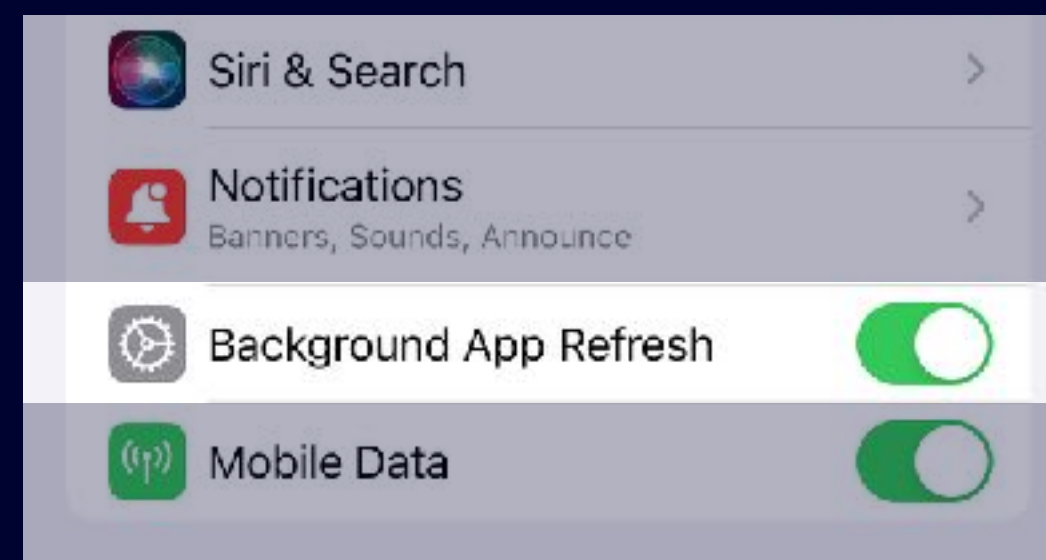 Siri & Search
Notifications
Banners, Sounds, Announce
Background App Refresh
Mobile Data